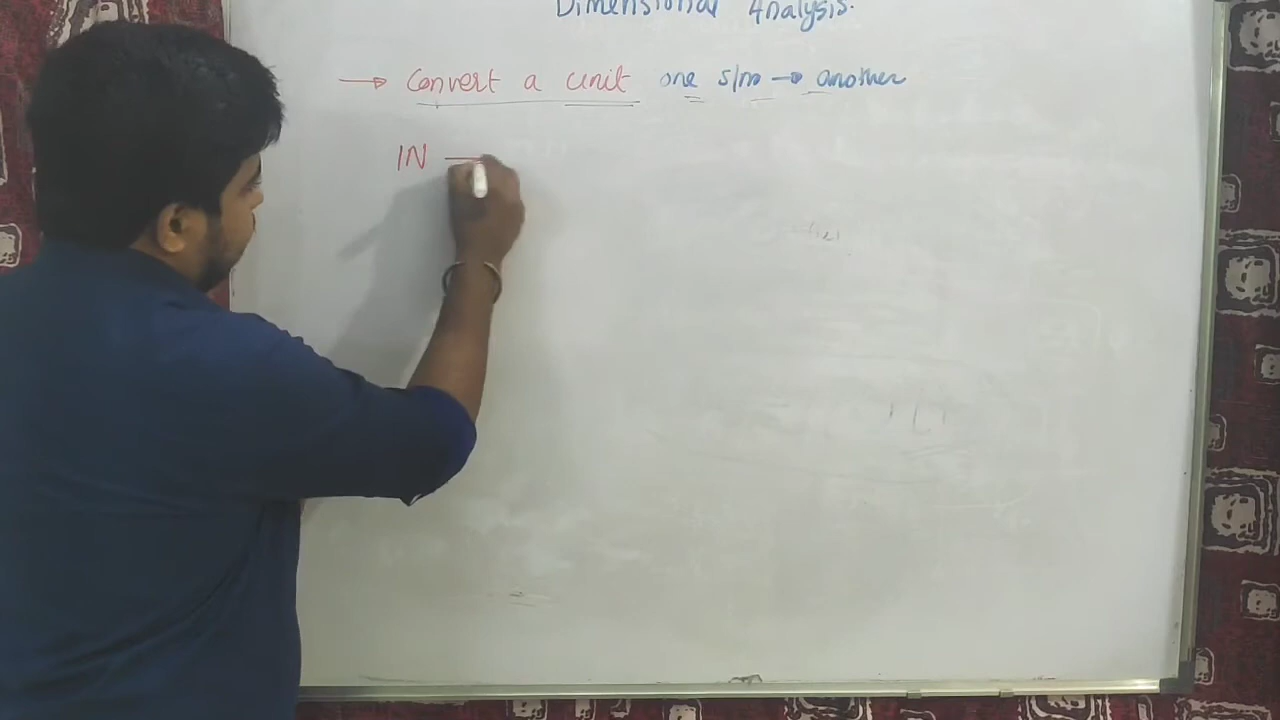 Dimensional Analysis.
→ Convert a unit one s/m → another
1N —